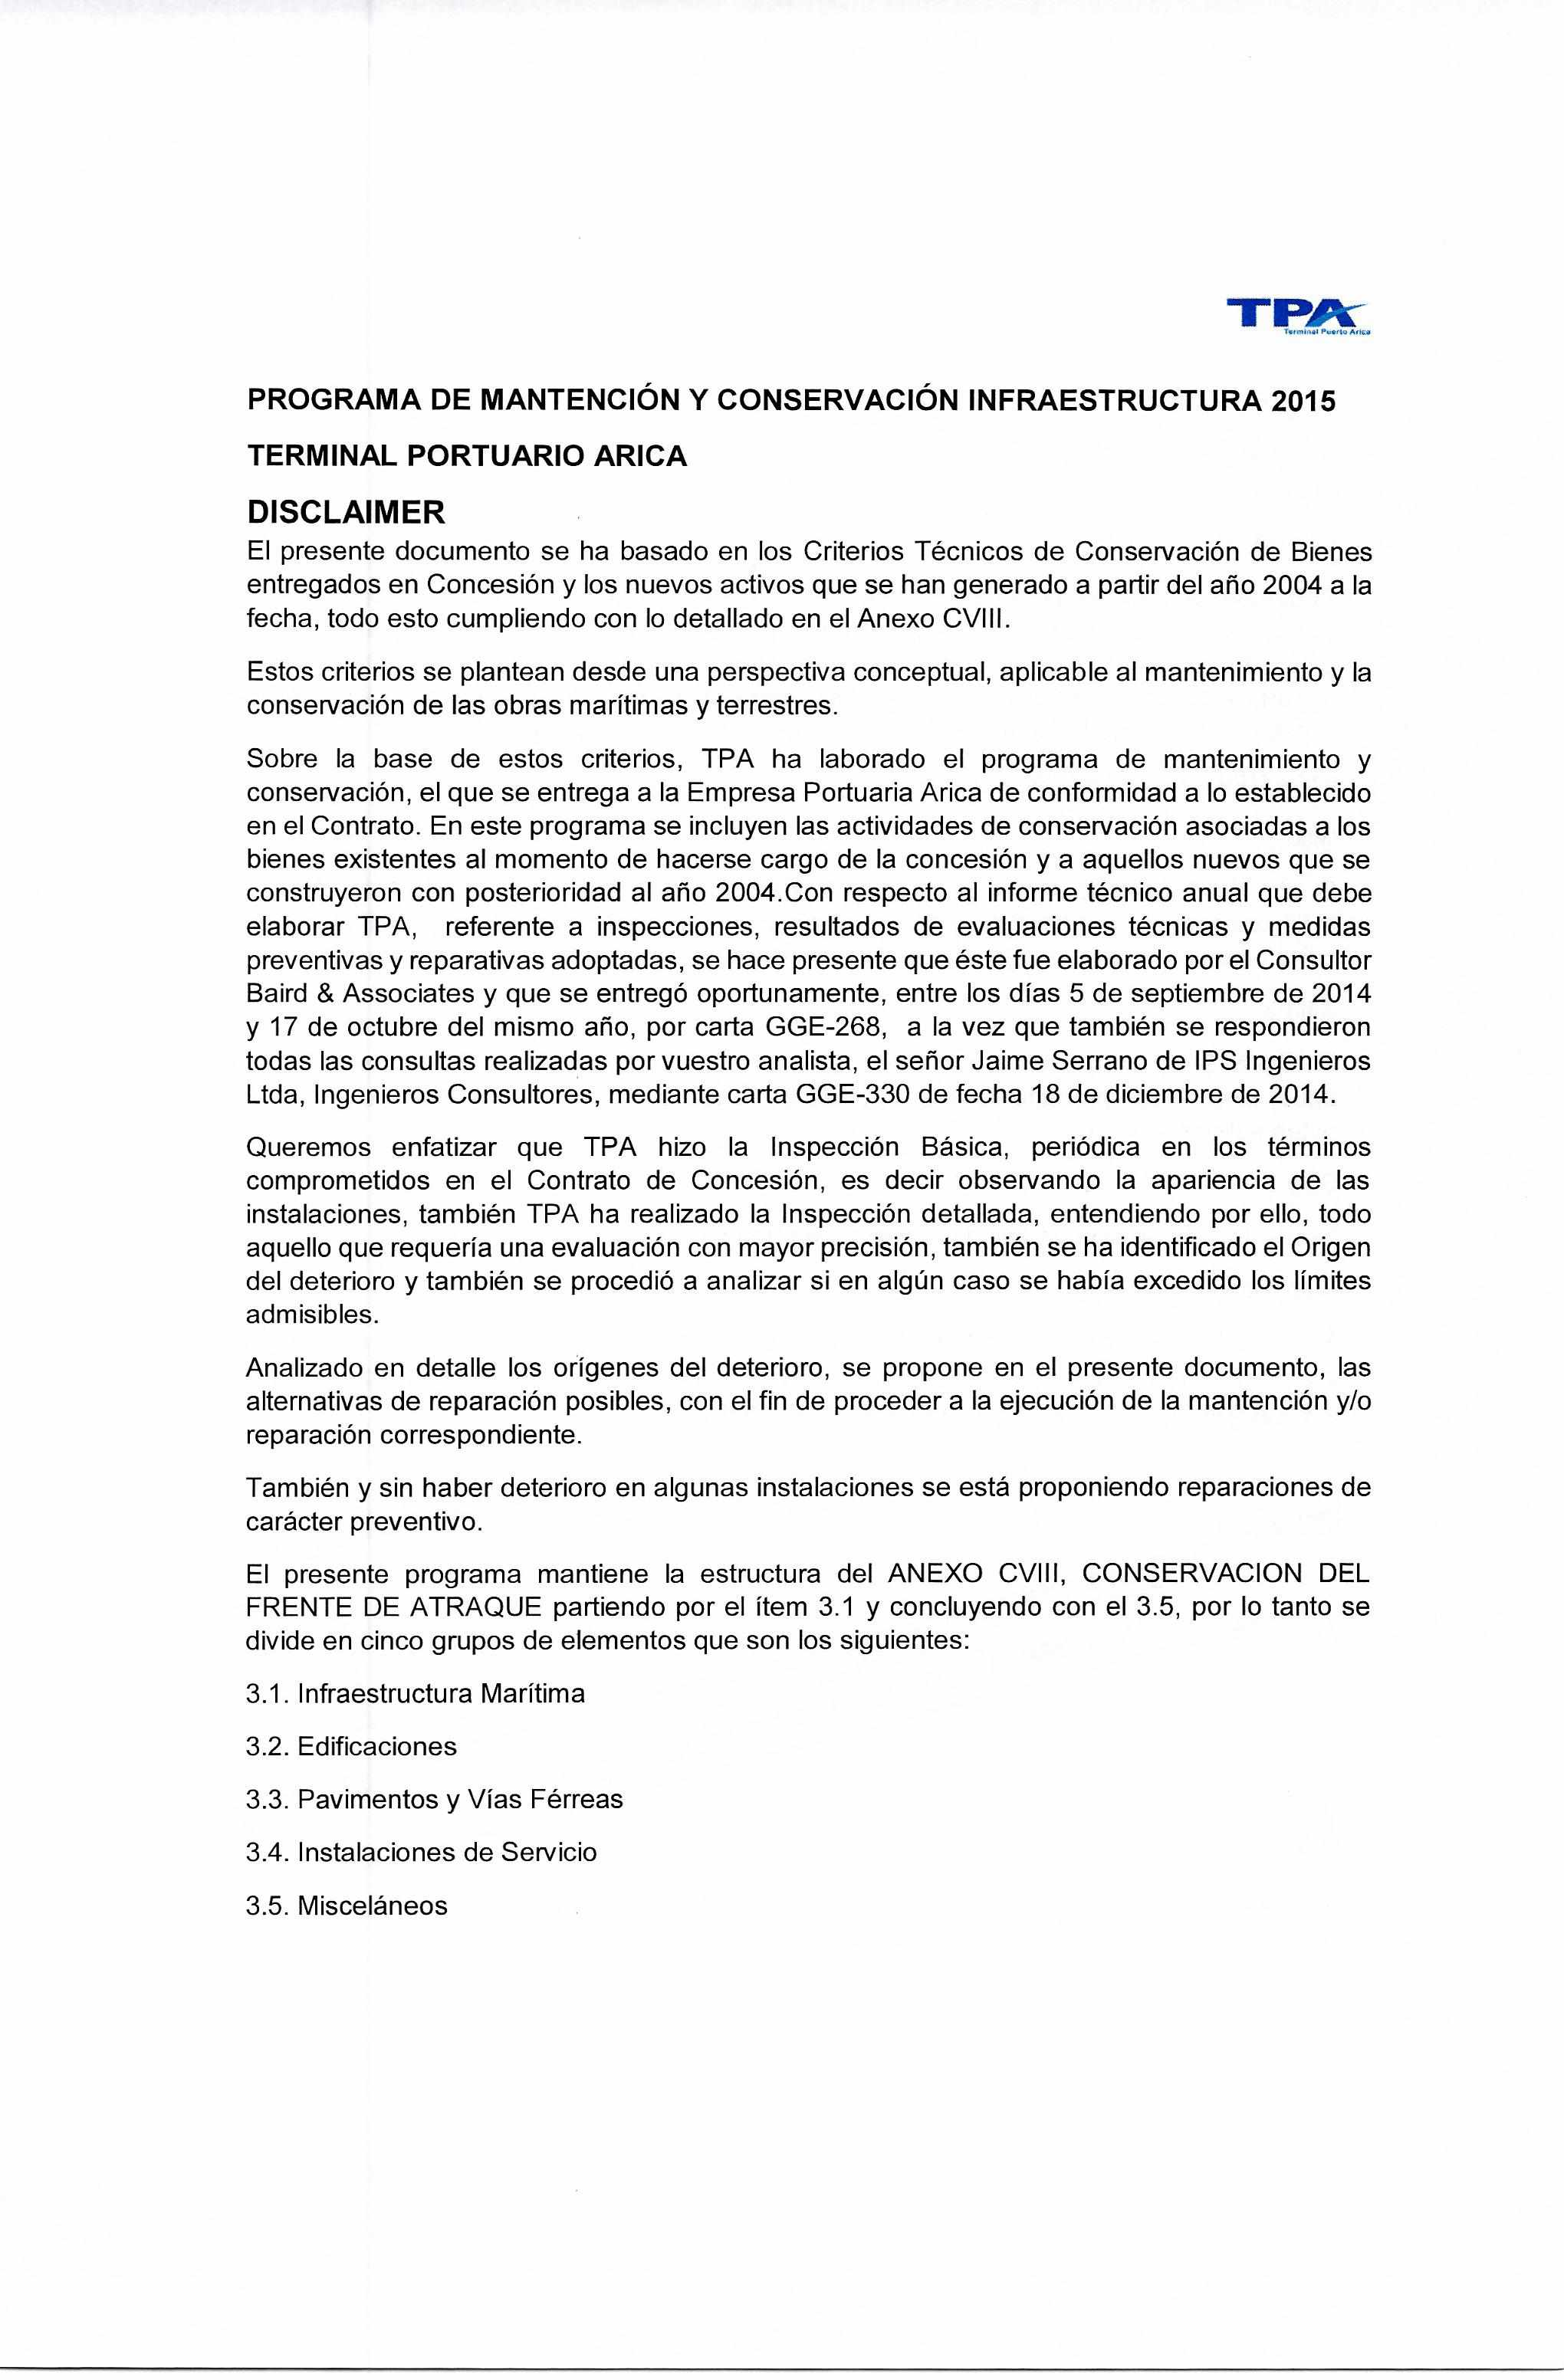 TPA
Terminal Puerto Arica
PROGRAMA DE MANTENCIÓN Y CONSERVACIÓN INFRAESTRUCTURA 2015
TERMINAL PORTUARIO ARICA
DISCLAIMER
El presente documento se ha basado en los Criterios Técnicos de Conservación de Bienes
entregados en Concesión y los nuevos activos que se han generado a partir del año 2004 a la
fecha, todo esto cumpliendo con lo detallado en el Anexo CVIII.
Estos criterios se plantean desde una perspectiva conceptual, aplicable al mantenimiento y la
conservación de las obras marítimas y terrestres.
Sobre la base de estos criterios, TPA ha laborado el programa de mantenimiento y
conservación, el que se entrega a la Empresa Portuaria Arica de conformidad a lo establecido
en el Contrato. En este programa se incluyen las actividades de conservación asociadas a los
bienes existentes al momento de hacerse cargo de la concesión y a aquellos nuevos que se
construyeron con posterioridad al año 2004.Con respecto al informe técnico anual que debe
elaborar TPA, referente a inspecciones, resultados de evaluaciones técnicas y medidas
preventivas y reparativas adoptadas, se hace presente que éste fue elaborado por el Consultor
Baird & Associates y que se entregó oportunamente, entre los días 5 de septiembre de 2014
y 17 de octubre del mismo año, por carta GGE-268, a la vez que también se respondieron
todas las consultas realizadas por vuestro analista, el señor Jaime Serrano de IPS Ingenieros
Ltda, Ingenieros Consultores, mediante carta GGE-330 de fecha 18 de diciembre de 2014.
Queremos enfatizar que TPA hizo la Inspección Básica, periódica en los términos
comprometidos en el Contrato de Concesión, es decir observando la apariencia de las
instalaciones, también TPA ha realizado la Inspección detallada, entendiendo por ello, todo
aquello que requería una evaluación con mayor precisión, también se ha identificado el Origen
del deterioro y también se procedió a analizar si en algún caso se había excedido los límites
admisibles.
Analizado en detalle los orígenes del deterioro, se propone en el presente documento, las
alternativas de reparación posibles, con el fin de proceder a la ejecución de la mantención y/o
reparación correspondiente.
También y sin haber deterioro en algunas instalaciones se está proponiendo reparaciones de
carácter preventivo.
El presente programa mantiene la estructura del ANEXO CVIII, CONSERVACION DEL
FRENTE DE ATRAQUE partiendo por el ítem 3.1 y concluyendo con el 3.5, por lo tanto se
divide en cinco grupos de elementos que son los siguientes:
3.1. Infraestructura Marítima
3.2. Edificaciones
3.3. Pavimentos y Vías Férreas
3.4. Instalaciones de Servicio
3.5. Misceláneos